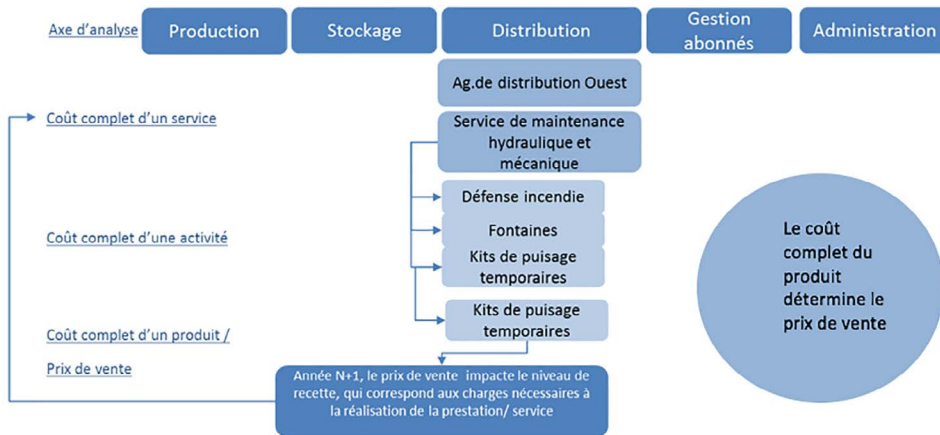 Axe d'analyse
Production
Stockage
Distribution
Gestion
abonnés
Administration
Ag.de distribution Ouest
Coût complet d'un service
Service de maintenance
hydraulique et
mécanique
Défense incendie
Coût complet d'une activité
Fontaines
Kits de puisage
temporaires
Kits de puisage
temporaires
Coût complet d'un produit /
Prix de vente
Année N+1, le prix de vente impacte le niveau de
recette, qui correspond aux charges nécessaires à
la réalisation de la prestation/ service
Le coût
complet du
produit
détermine le
prix de vente